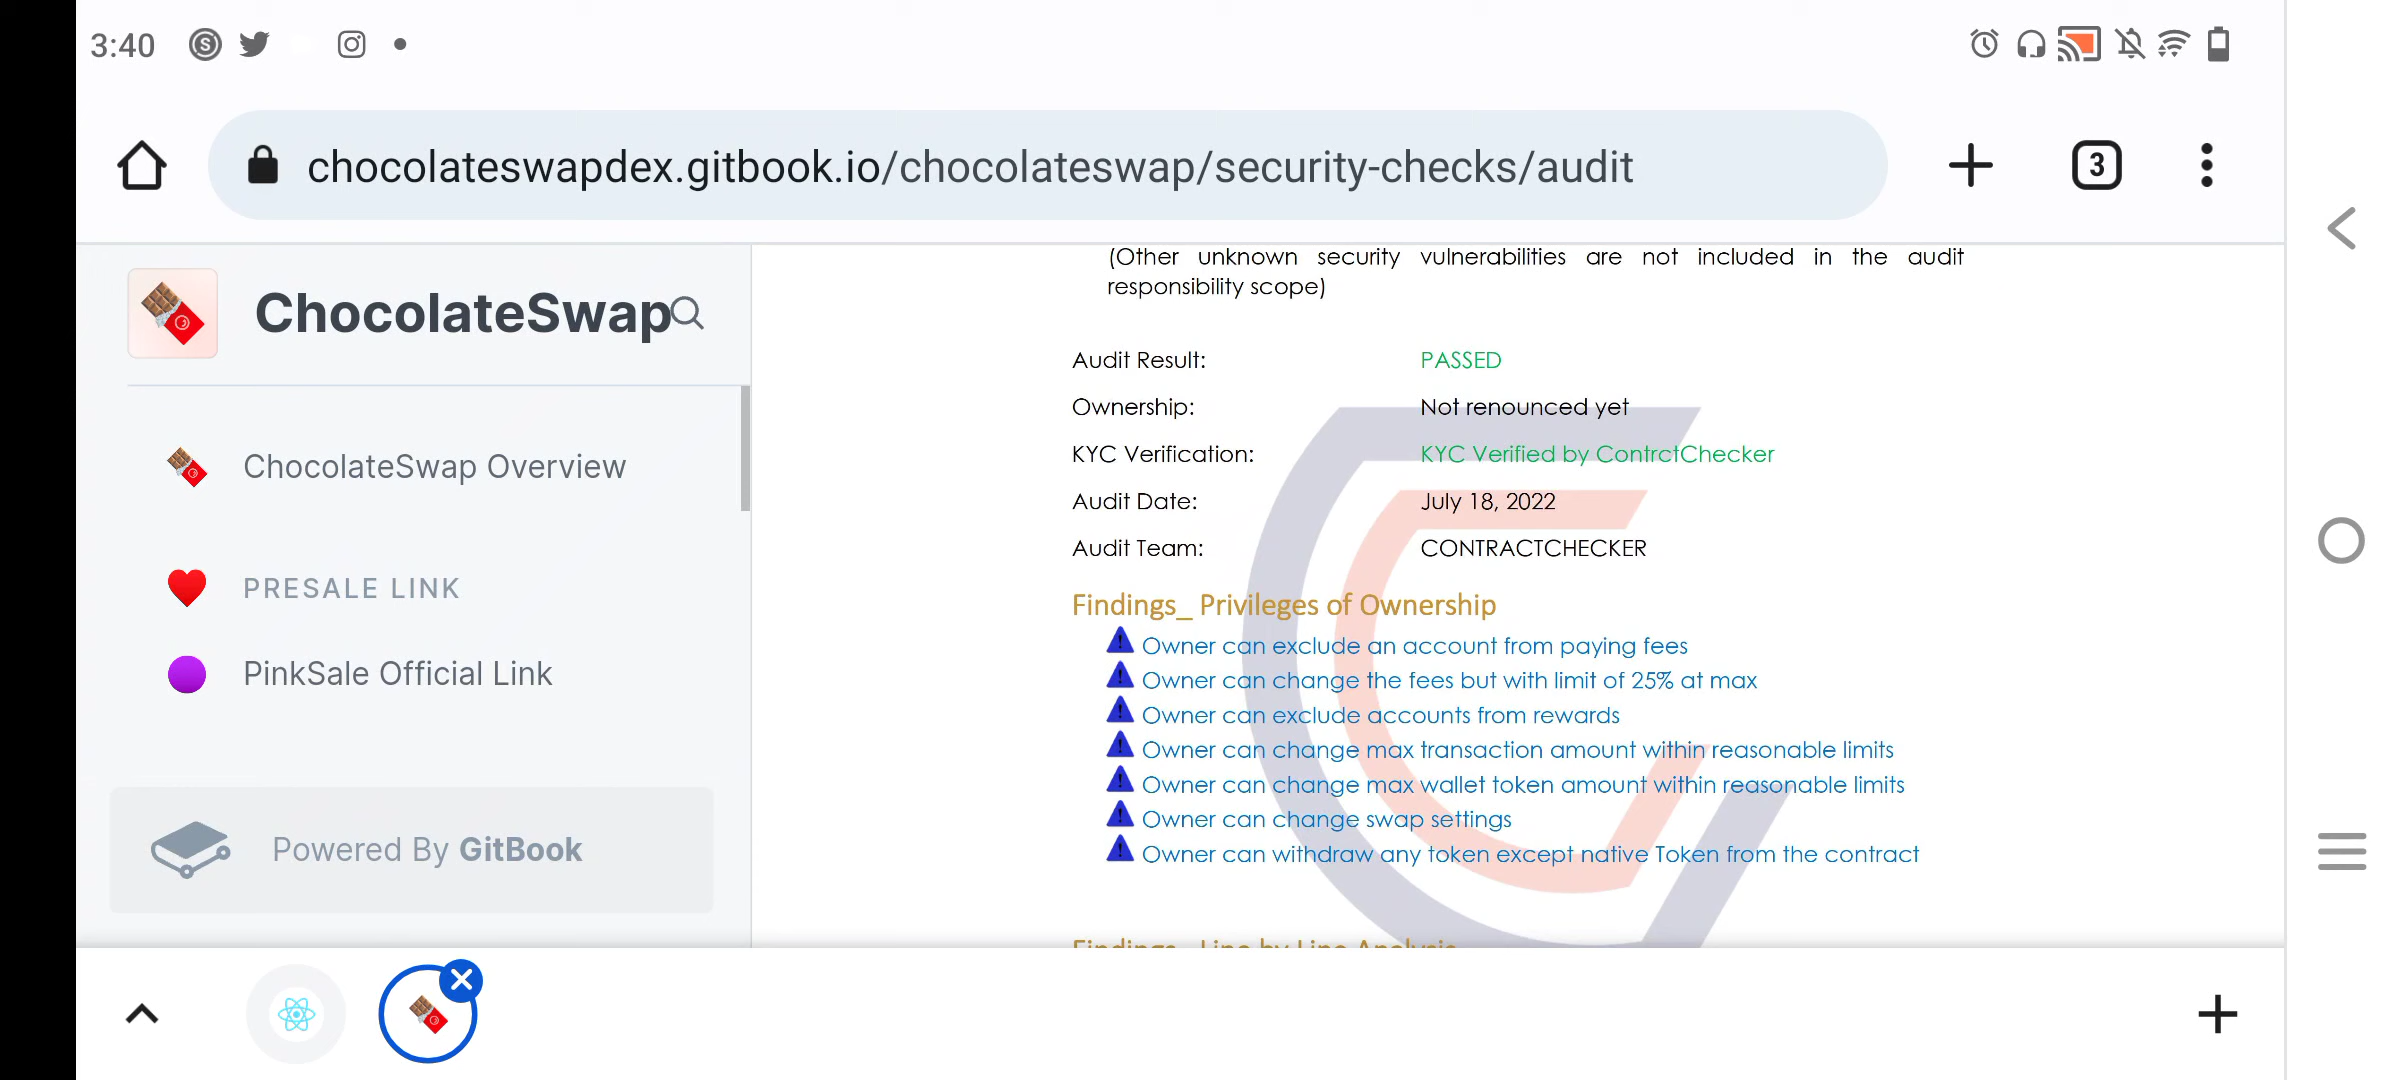 3:40
chocolateswapdex.gitbook.io/chocolateswap/security-checks/audit
3
ChocolateSwap
ChocolateSwap Overview
PRESALE LINK
PinkSale Official Link
Powered By GitBook
(Other unknown security vulnerabilities are not included in the audit
responsibility scope)
Audit Result: PASSED
Ownership: Not renounced yet
KYC Verification: KYC Verified by ContrctChecker
Audit Date: July 18, 2022
Audit Team: CONTRACTCHECKER
Findings_ Privileges of Ownership
Owner can exclude an account from paying fees
Owner can change the fees but with limit of 25% at max
Owner can exclude accounts from rewards
Owner can change max transaction amount within reasonable limits
Owner can change max wallet token amount within reasonable limits
Owner can change swap settings
Owner can withdraw any token except native Token from the contract
Findings_ Line by Line Analysis